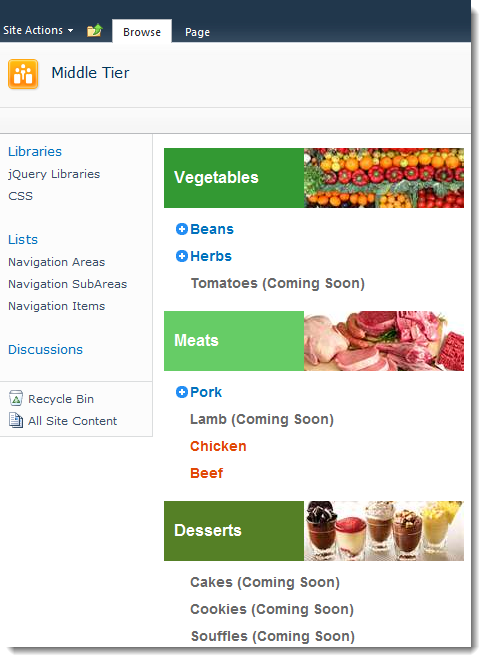 Site Actions Browse Page
Middle Tier
Libraries
jQuery Libraries
CSS
Lists
Navigation Areas
Navigation SubAreas
Navigation Items
Discussions
Recycle Bin
All Site Content
Vegetables
Beans
Herbs
Tomatoes (Coming Soon)
Meats
Pork
Lamb (Coming Soon)
Chicken
Beef
Desserts
Cakes (Coming Soon)
Cookies (Coming Soon)
Souffles (Coming Soon)